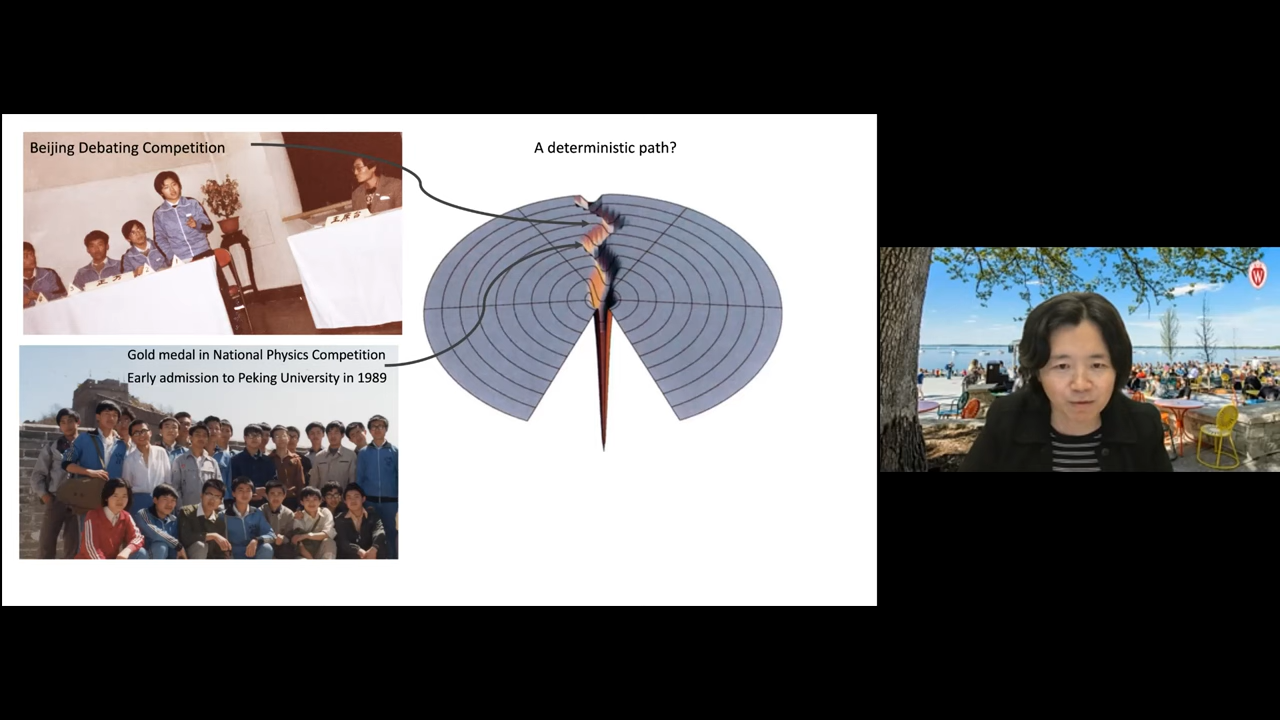 Beijing Debating Competition
A deterministic path?
Gold medal in National Physics Competition
Early admission to Peking University in 1989
W